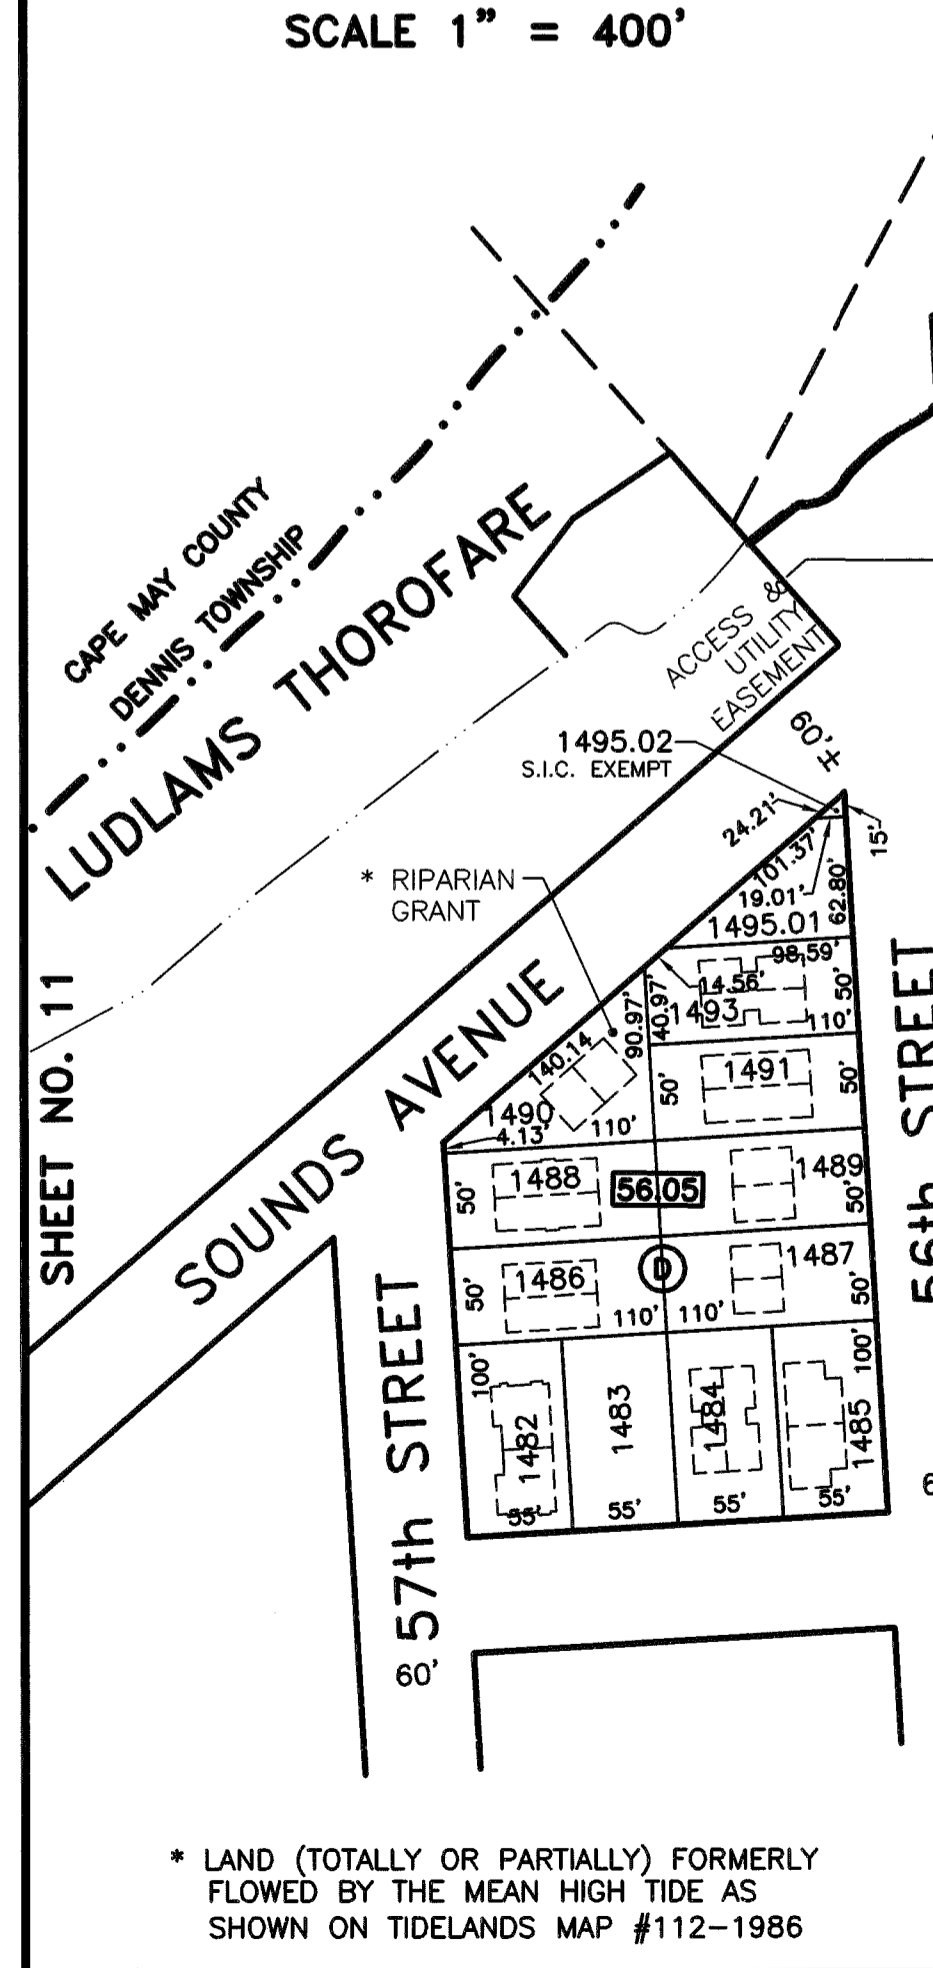 SCALE 1" = 400'
CAPE MAY COUNTY
DENNIS TOWNSHIP
LUDLAMS THOROFARE
ACCESS &
UTILITY
EASEMENT
60' ±
1495.02
S.I.C. EXEMPT
24.21'
15'
101.37'
19.01'
62.80'
1495.01
* RIPARIAN
GRANT
98.59'
14.56'
50'
1493
110'
90.97'
40.97'
140.14
1490
4.13'
110'
50'
1491
50'
SHEET NO. 11
SOUNDS AVENUE
56th STREET
50'
1488
56.05
1489
50'
50'
1486
D
1487
50'
110'
110'
100'
1482
1483
1484
1485
100'
55'
55'
55'
55'
57th STREET
60'
* LAND (TOTALLY OR PARTIALLY) FORMERLY
FLOWED BY THE MEAN HIGH TIDE AS
SHOWN ON TIDELANDS MAP #112-1986